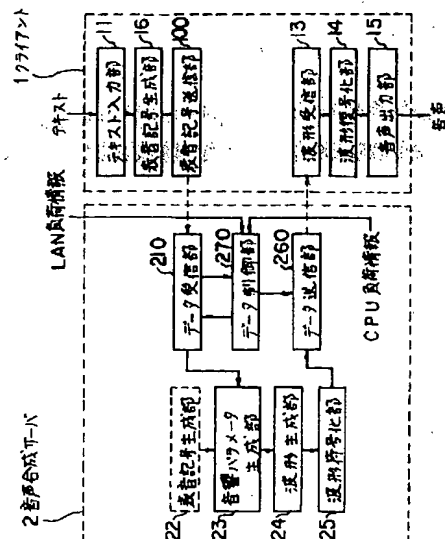 1 クライアント
テキスト
11
テキスト入力部
16
表音記号生成部
100
表音記号送信部
13
波形受信部
14
波形復号化部
15
音声出力部
音声
LAN負荷情報
210
データ受信部
270
データ制御部
260
データ送信部
CPU負荷情報
2 音声合成サーバ
22
表音記号生成部
23
音響パラメータ
生成部
24
波形生成部
25
波形符号化部